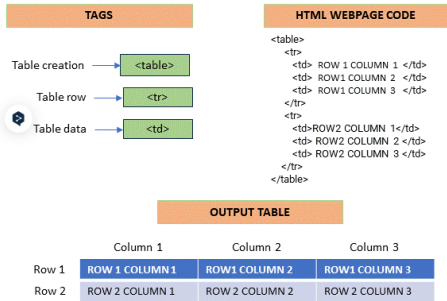 TAGS
Table creation <table>
Table row <tr>
Table data <td>
HTML WEBPAGE CODE
<table>
<tr>
<td> ROW 1 COLUMN 1 </td>
<td> ROW 1 COLUMN 2 </td>
<td> ROW1 COLUMN 3 </td>
</tr>
<tr>
<td>ROW2 COLUMN 1</td>
<td> ROW2 COLUMN 2 </td>
<td> ROW2 COLUMN 3 </td>
</tr>
</table>
OUTPUT TABLE
Column 1 Column 2 Column 3
Row 1 ROW 1 COLUMN 1 ROW1 COLUMN 2 ROW1 COLUMN 3
Row 2 ROW 2 COLUMN 1 ROW 2 COLUMN 2 ROW 2 COLUMN 3